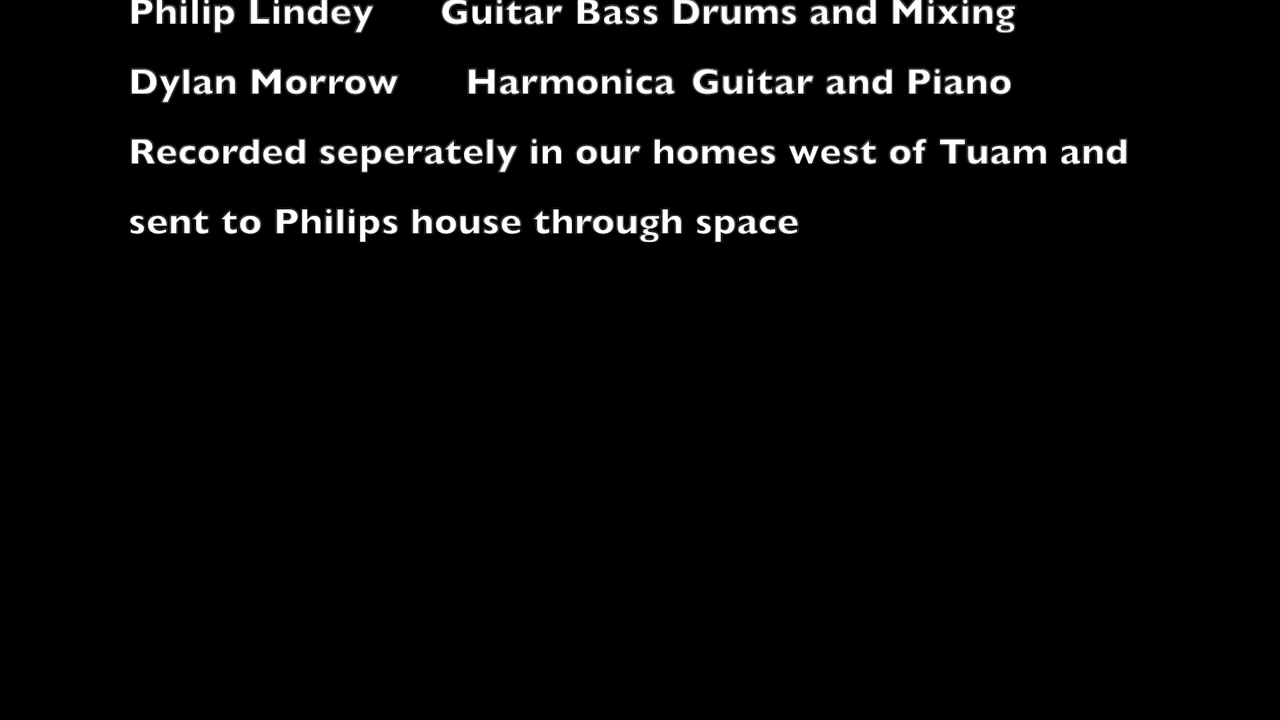 Philip Lindey Guitar Bass Drums and Mixing
Dylan Morrow Harmonica Guitar and Piano
Recorded seperately in our homes west of Tuam and
sent to Philips house through space